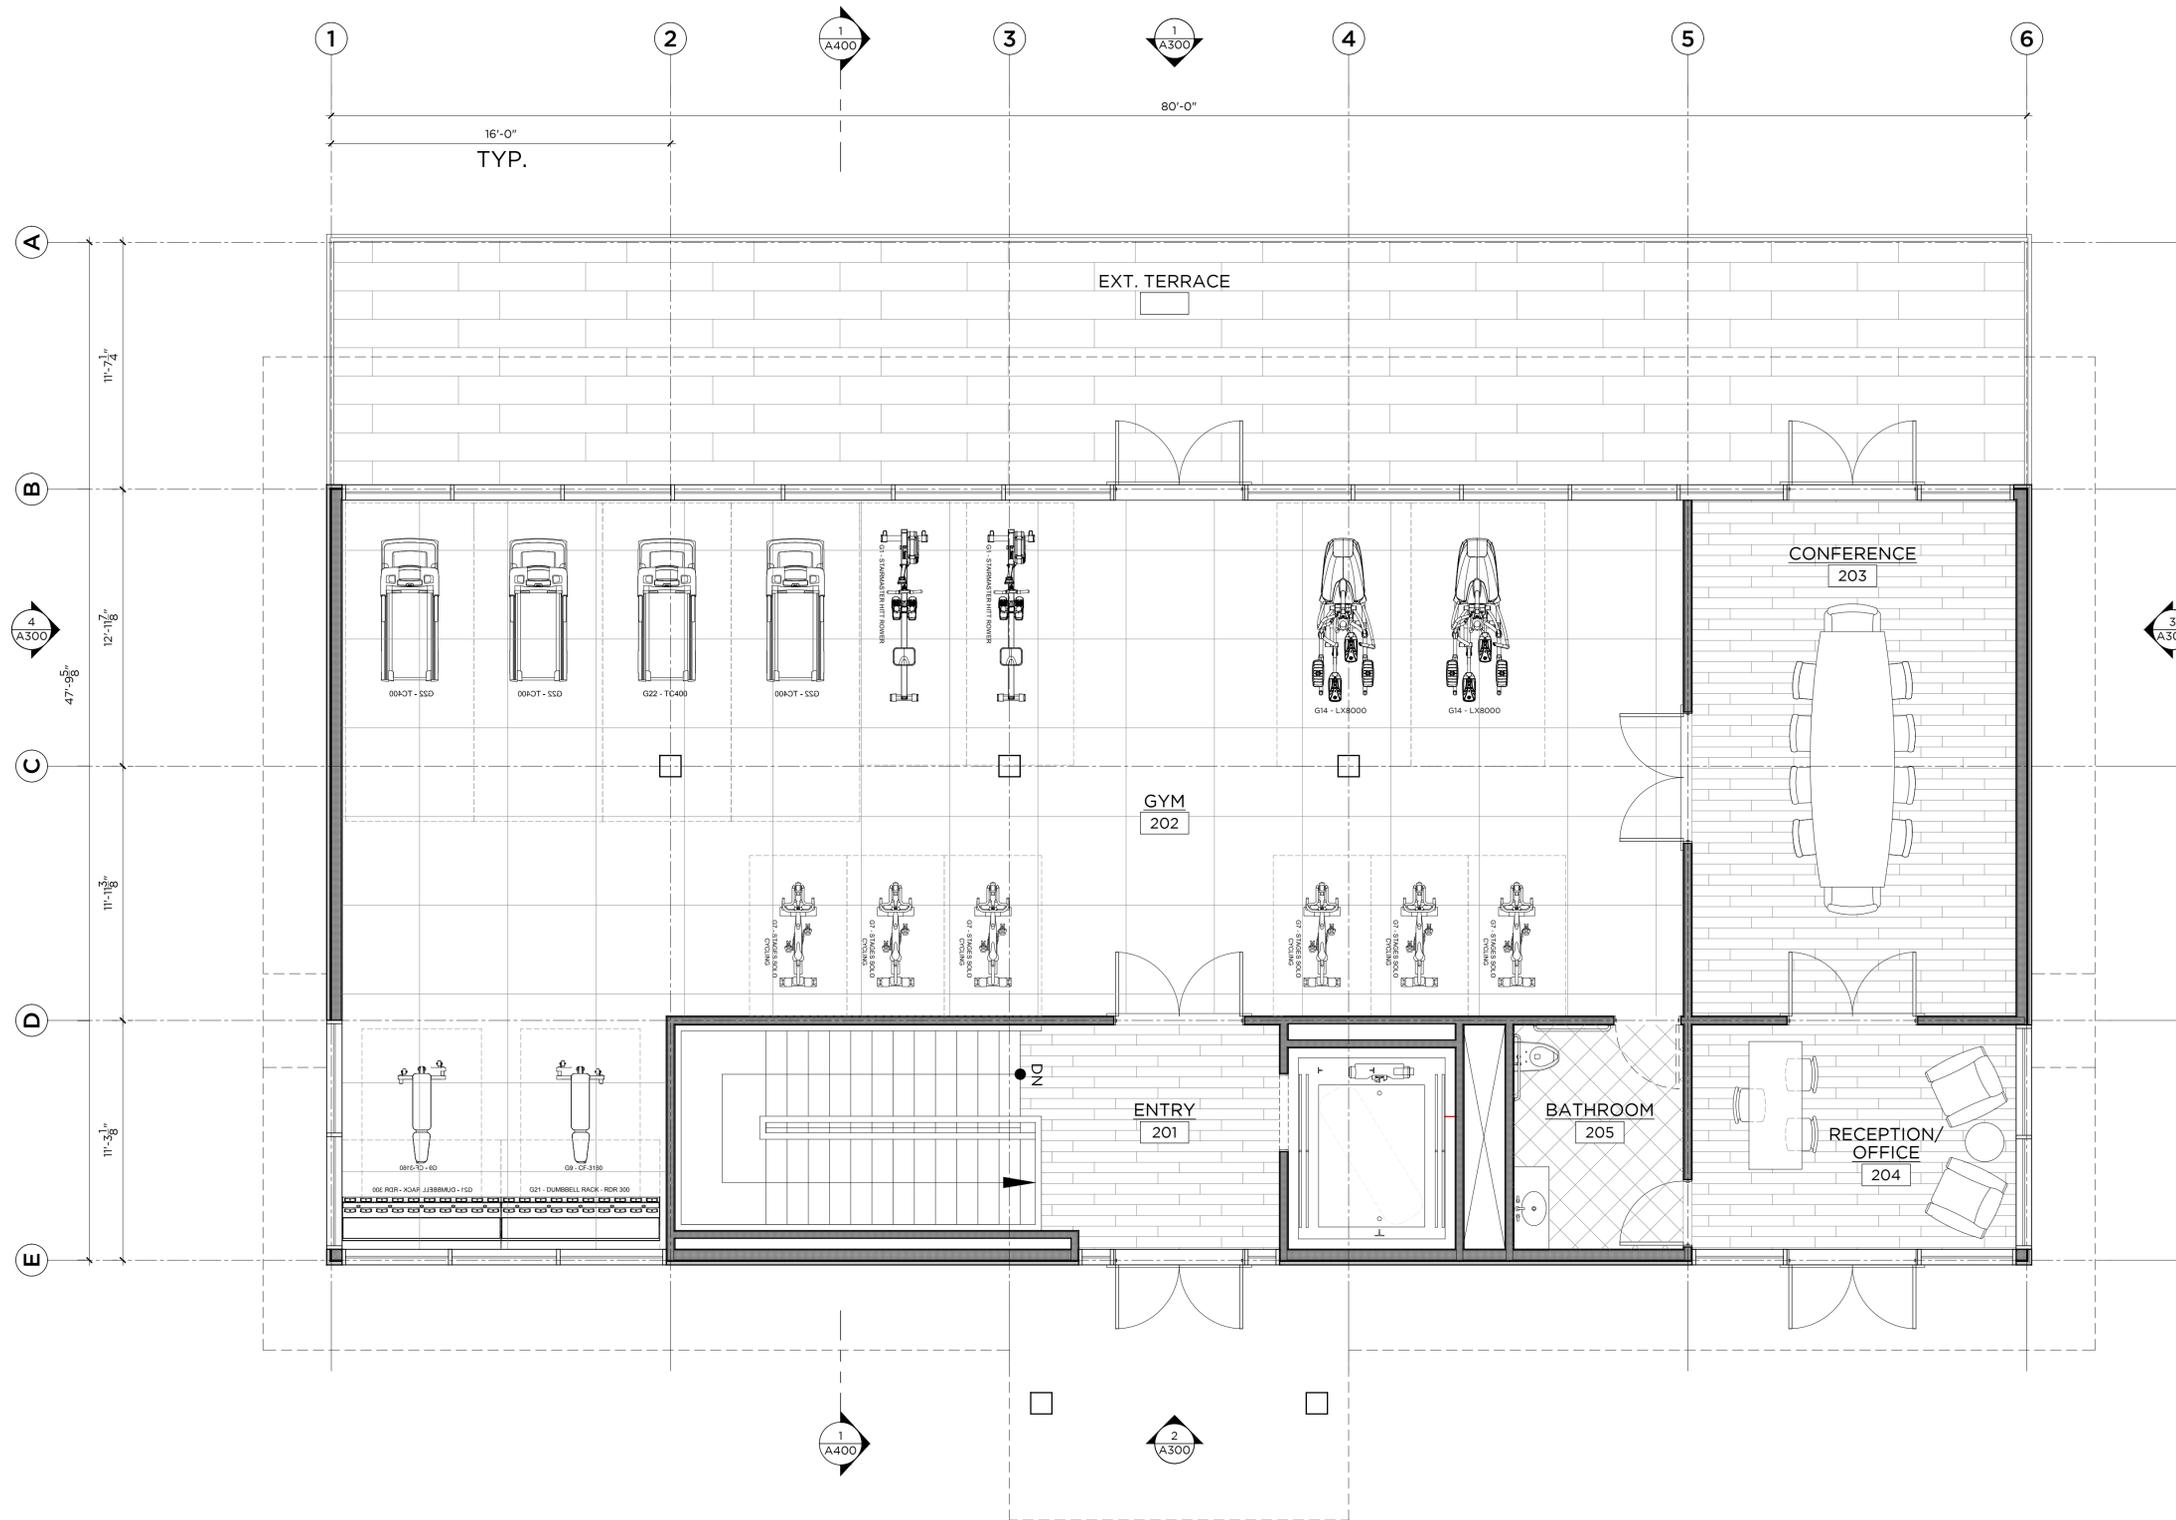 1
2
1
A400
3
1
A300
4
5
6
80'-0"
16'-0"
TYP.
A
EXT. TERRACE
11'-7 1/4"
B
CONFERENCE
203
G1 - STAIRMASTER HITT ROWER
G1 - STAIRMASTER HITT ROWER
4
A300
12'-11 7/8"
47'-9 5/8"
3
G22 - TC400
G22 - TC400
G22 - TC400
G22 - TC400
G14 - LX8000
G14 - LX8000
C
GYM
202
11'-11 3/8"
G7 - STAGES SOLO
CYCLING
G7 - STAGES SOLO
CYCLING
G7 - STAGES SOLO
CYCLING
G7 - STAGES SOLO
CYCLING
G7 - STAGES SOLO
CYCLING
G7 - STAGES SOLO
CYCLING
D
DN
ENTRY
201
BATHROOM
205
RECEPTION/
OFFICE
204
11'-3 1/8"
G9 - CF-3160
G9 - CF-3160
G21 - DUMBBELL RACK - RDR 300
G21 - DUMBBELL RACK - RDR 300
E
1
A400
2
A300